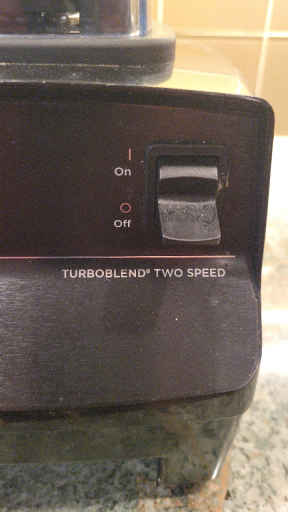 On
Off
TURBOBLEND® TWO SPEED